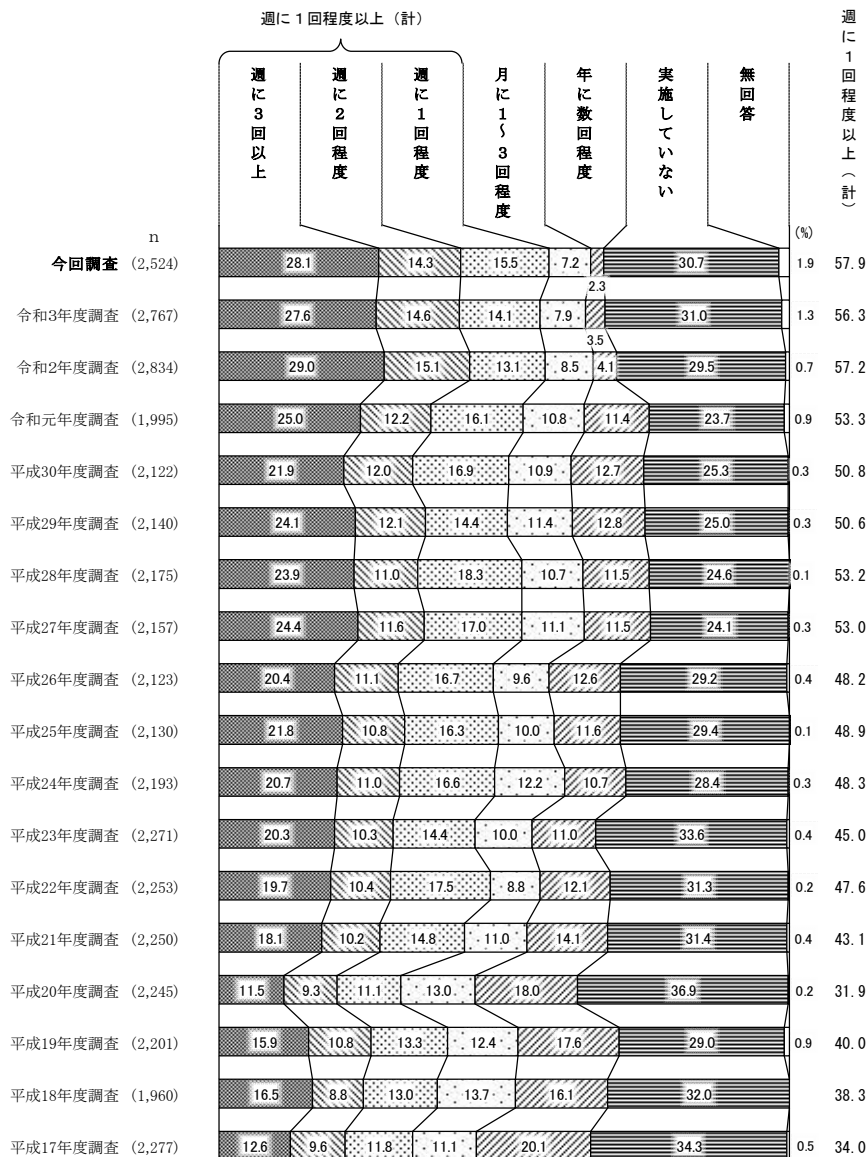 週に１回程度以上（計）
週に３回以上
週に２回程度
週に１回程度
月に１～３回程度
年に数回程度
実施していない
無回答
週に１回程度以上（計）
(%)
n
今回調査 (2,524) 28.1 14.3 15.5 7.2 2.3 30.7 1.9 57.9
令和3年度調査 (2,767) 27.6 14.6 14.1 7.9 3.5 31.0 1.3 56.3
令和2年度調査 (2,834) 29.0 15.1 13.1 8.5 4.1 29.5 0.7 57.2
令和元年度調査 (1,995) 25.0 12.2 16.1 10.8 11.4 23.7 0.9 53.3
平成30年度調査 (2,122) 21.9 12.0 16.9 10.9 12.7 25.3 0.3 50.8
平成29年度調査 (2,140) 24.1 12.1 14.4 11.4 12.8 25.0 0.3 50.6
平成28年度調査 (2,175) 23.9 11.0 18.3 10.7 11.5 24.6 0.1 53.2
平成27年度調査 (2,157) 24.4 11.6 17.0 11.1 11.5 24.1 0.3 53.0
平成26年度調査 (2,123) 20.4 11.1 16.7 9.6 12.6 29.2 0.4 48.2
平成25年度調査 (2,130) 21.8 10.8 16.3 10.0 11.6 29.4 0.1 48.9
平成24年度調査 (2,193) 20.7 11.0 16.6 12.2 10.7 28.4 0.3 48.3
平成23年度調査 (2,271) 20.3 10.3 14.4 10.0 11.0 33.6 0.4 45.0
平成22年度調査 (2,253) 19.7 10.4 17.5 8.8 12.1 31.3 0.2 47.6
平成21年度調査 (2,250) 18.1 10.2 14.8 11.0 14.1 31.4 0.4 43.1
平成20年度調査 (2,245) 11.5 9.3 11.1 13.0 18.0 36.9 0.2 31.9
平成19年度調査 (2,201) 15.9 10.8 13.3 12.4 17.6 29.0 0.9 40.0
平成18年度調査 (1,960) 16.5 8.8 13.0 13.7 16.1 32.0 38.3
平成17年度調査 (2,277) 12.6 9.6 11.8 11.1 20.1 34.3 0.5 34.0